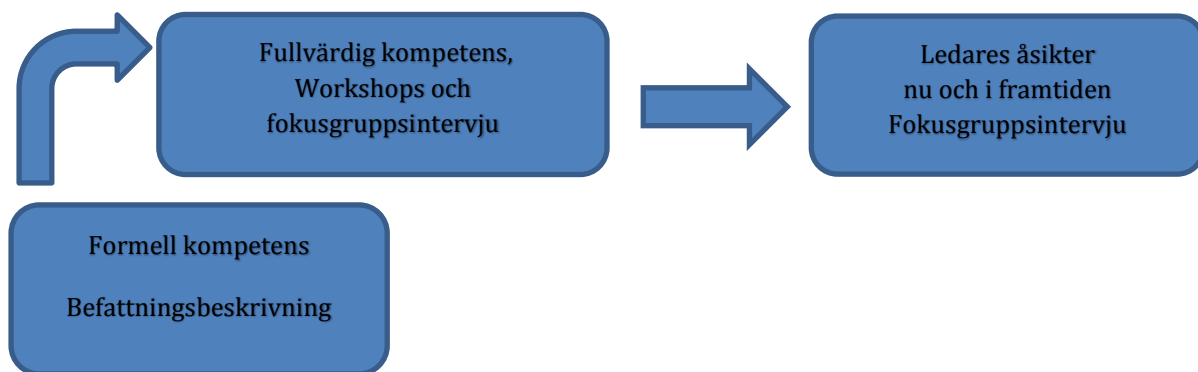 Fullvärdig kompetens,
Workshops och
fokusgruppsintervju
Ledares åsikter
nu och i framtiden
Fokusgruppsintervju
Formell kompetens
Befattningsbeskrivning